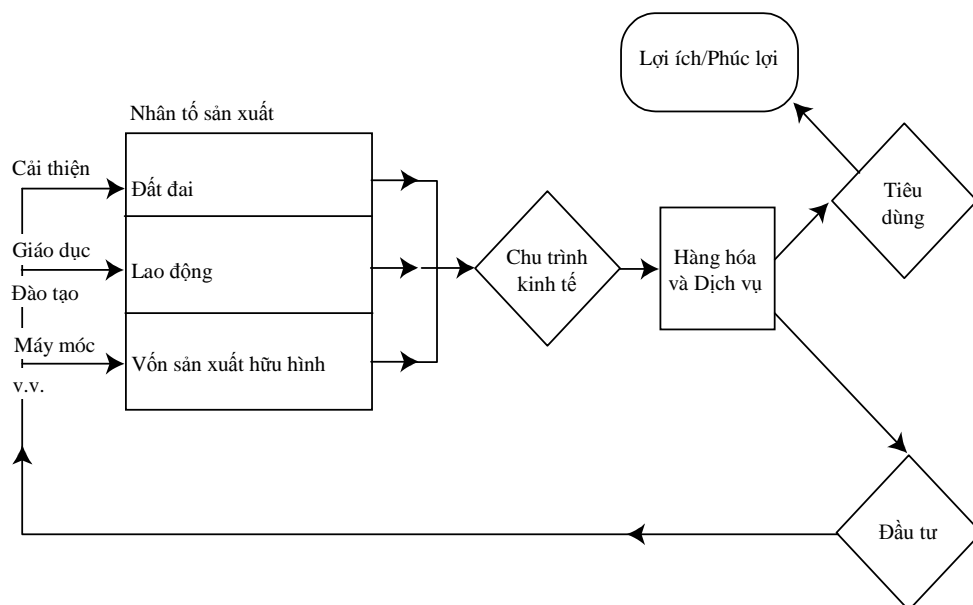 Lợi ích/Phúc lợi
Nhân tố sản xuất
Cải thiện
Đất đai
Tiêu
dùng
Giáo dục
Lao động
Đào tạo
Chu trình
kinh tế
Hàng hóa
và Dịch vụ
Máy móc
Vốn sản xuất hữu hình
v.v.
Đầu tư